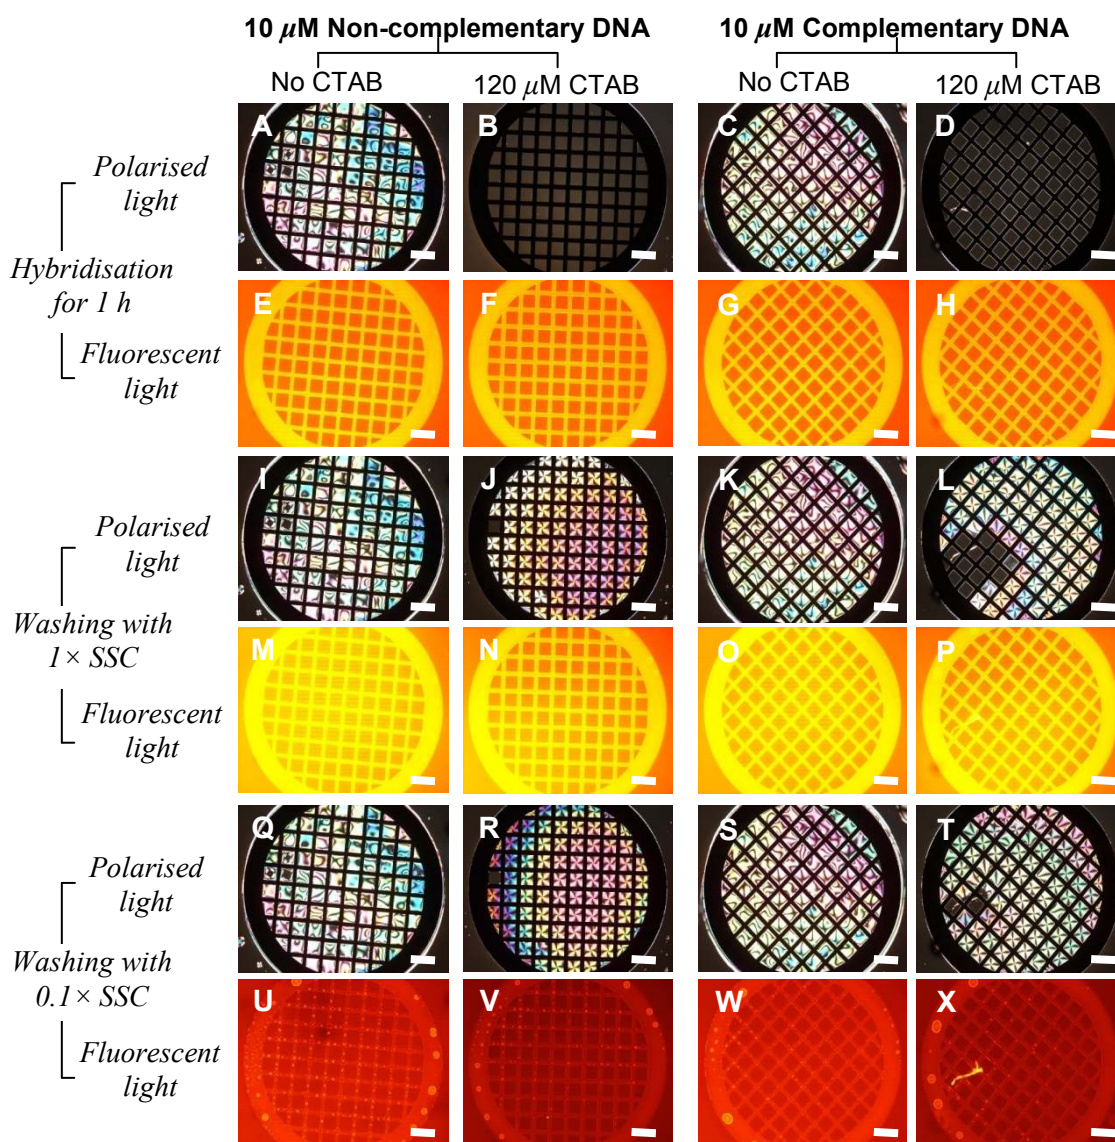 10 μM Non-complementary DNA
10 μM Complementary DNA
No CTAB
120 μM CTAB
No CTAB
120 μM CTAB
A B C D
Polarised
light
Hybridisation
for 1 h
E F G H
Fluorescent
light
I J K L
Polarised
light
Washing with
1× SSC
M N O P
Fluorescent
light
Q R S T
Polarised
light
Washing with
0.1× SSC
U V W X
Fluorescent
light